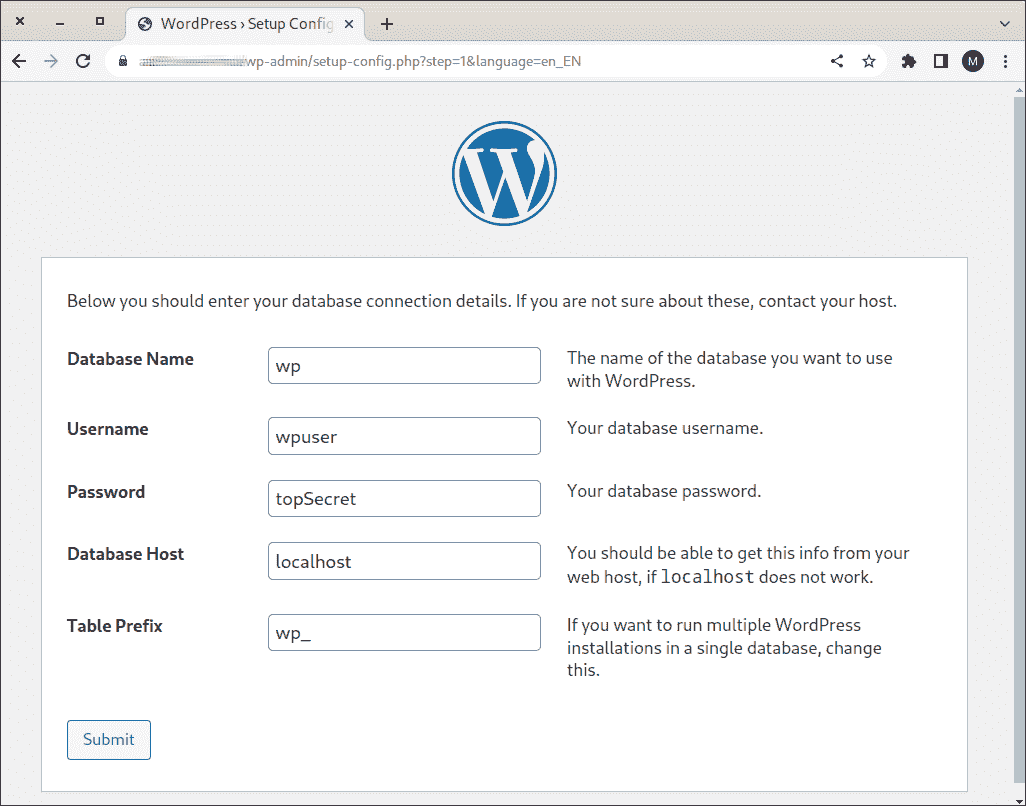 WordPress › Setup Config
wp-admin/setup-config.php?step=1&language=en_EN
M
W
Below you should enter your database connection details. If you are not sure about these, contact your host.
Database Name
wp
The name of the database you want to use
with WordPress.
Username
wpuser
Your database username.
Password
topSecret
Your database password.
Database Host
localhost
You should be able to get this info from your
web host, if localhost does not work.
Table Prefix
wp_
If you want to run multiple WordPress
installations in a single database, change
this.
Submit